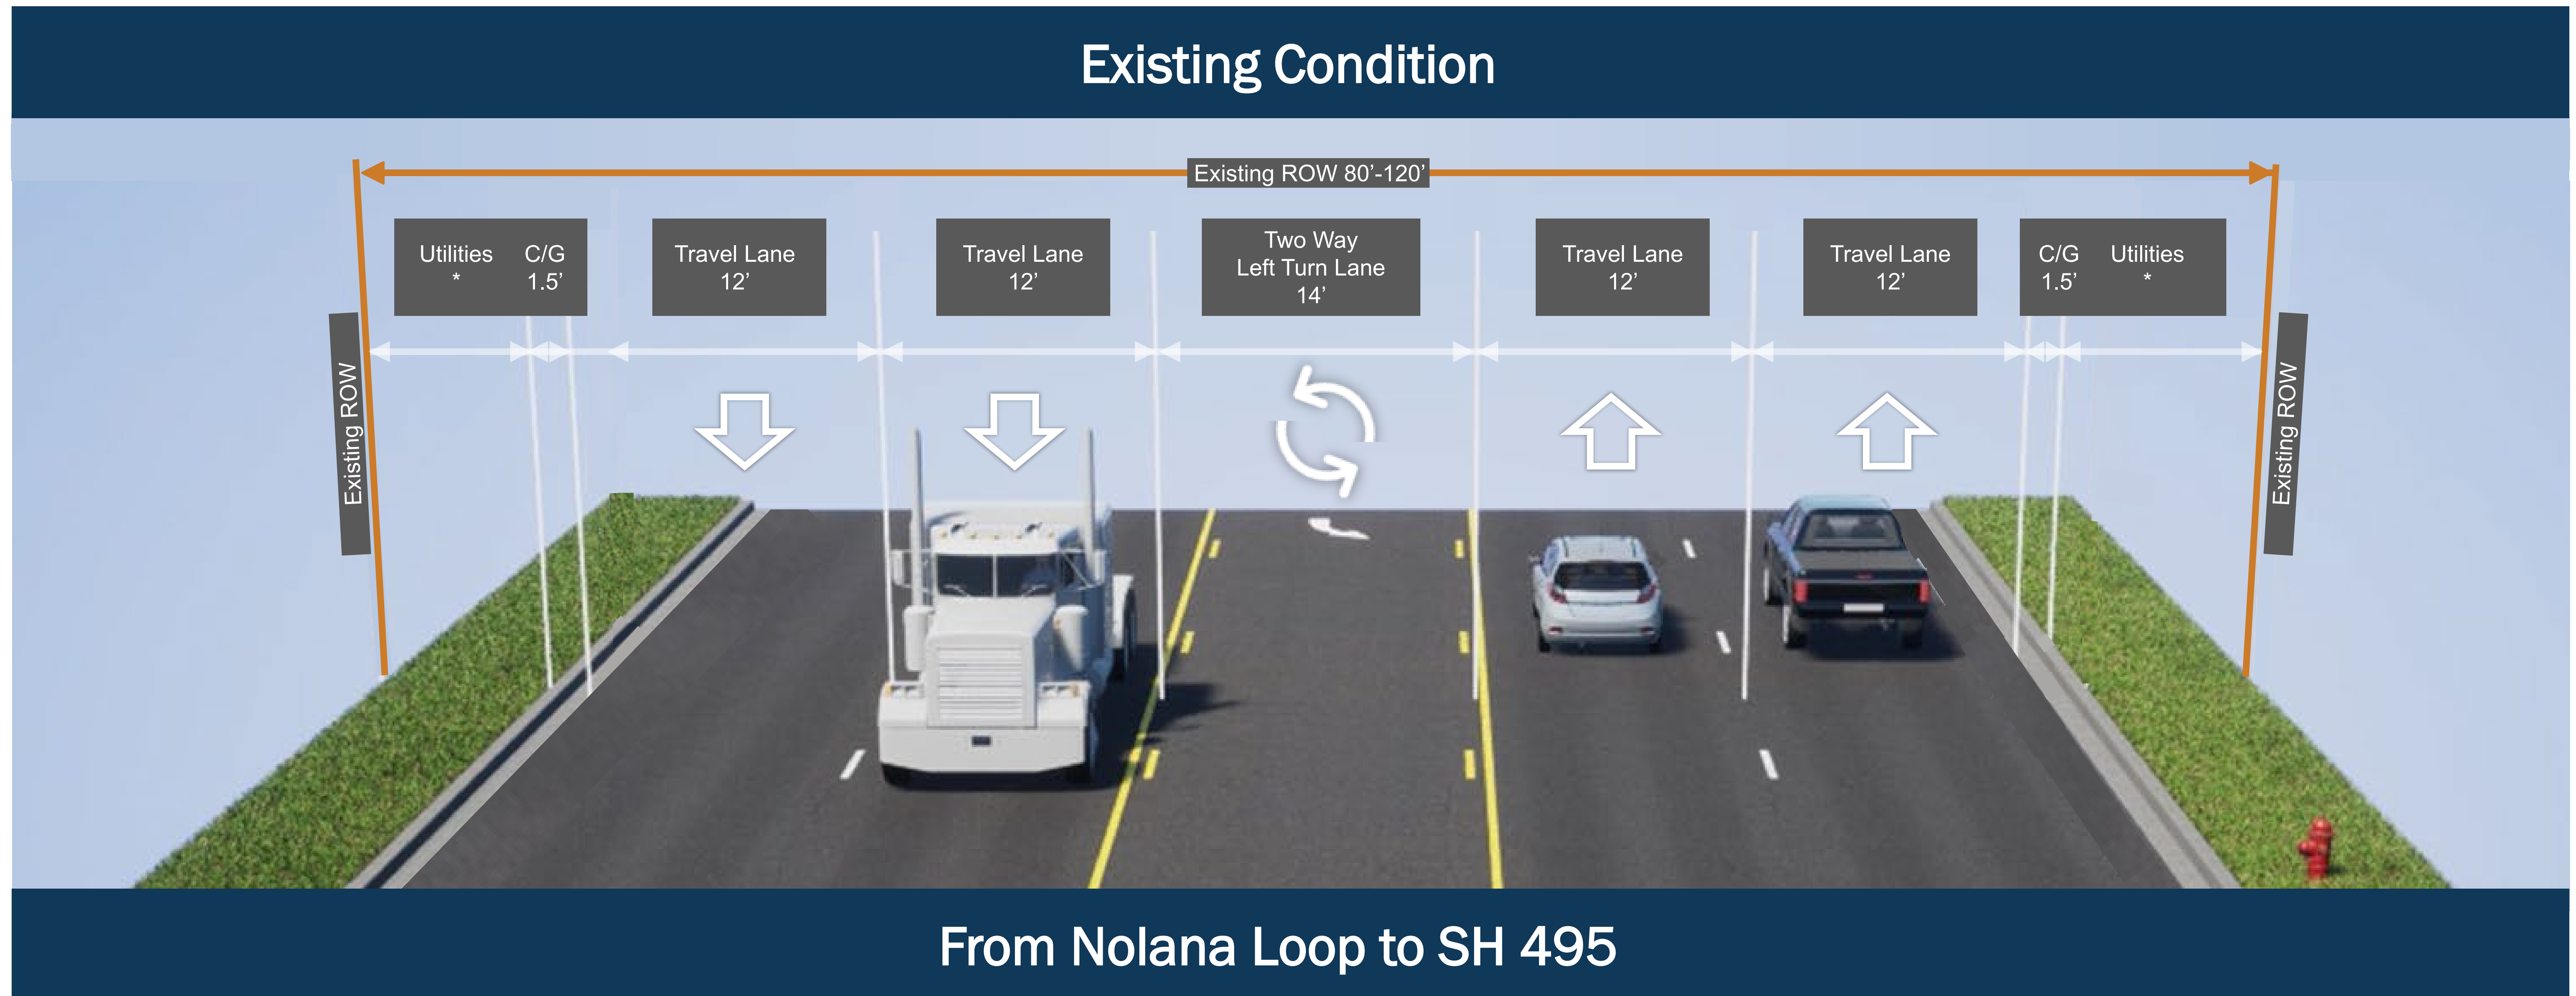 Existing Condition
Existing ROW 80’-120’
Utilities C/G
* 1.5’
Travel Lane
12’
Travel Lane
12’
Two Way
Left Turn Lane
14’
Travel Lane
12’
Travel Lane
12’
C/G Utilities
1.5’ *
Existing ROW
Existing ROW
From Nolana Loop to SH 495